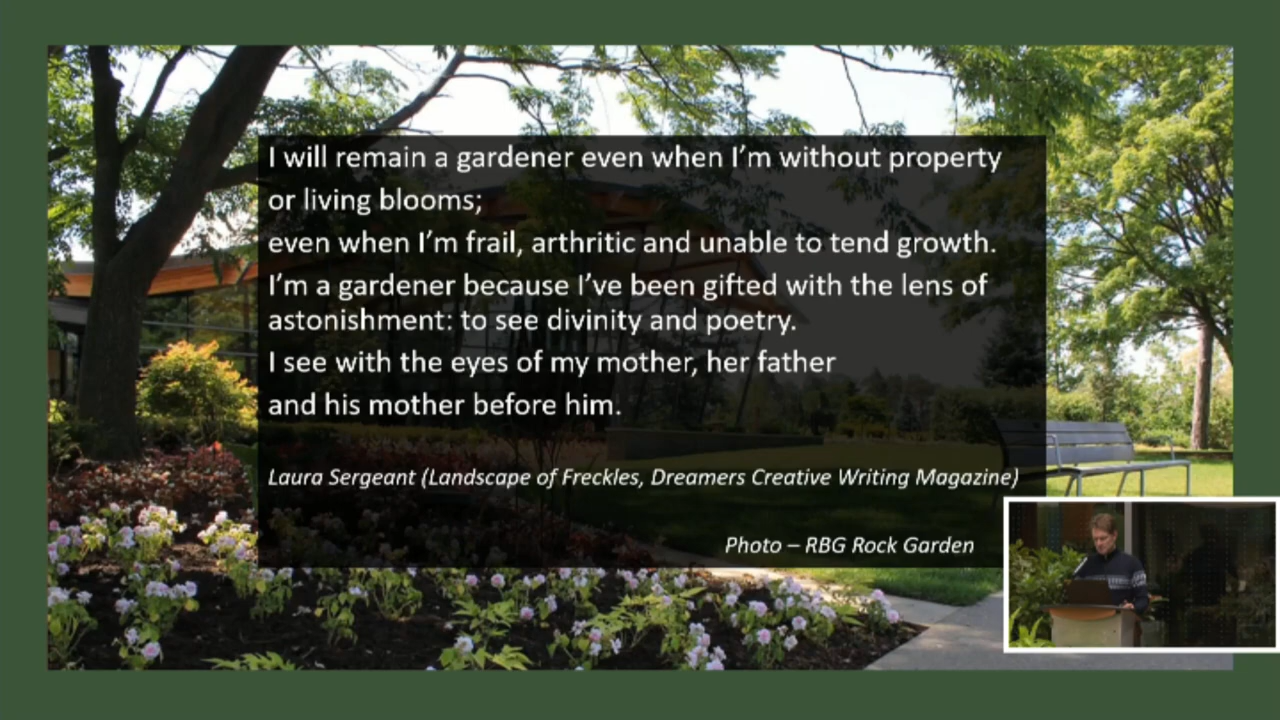 I will remain a gardener even when I'm without property
or living blooms;
even when I'm frail, arthritic and unable to tend growth.
I'm a gardener because I've been gifted with the lens of
astonishment: to see divinity and poetry.
I see with the eyes of my mother, her father
and his mother before him.
Laura Sergeant (Landscape of Freckles, Dreamers Creative Writing Magazine)
Photo – RBG Rock Garden